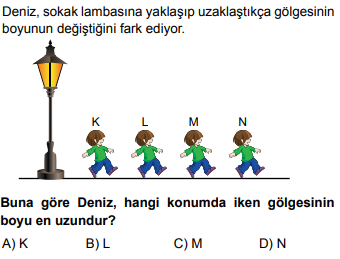 Deniz, sokak lambasına yaklaşıp uzaklaştıkça gölgesinin
boyunun değiştiğini fark ediyor.
K L M N
Buna göre Deniz, hangi konumda iken gölgesinin
boyu en uzundur?
A) K B) L C) M D) N